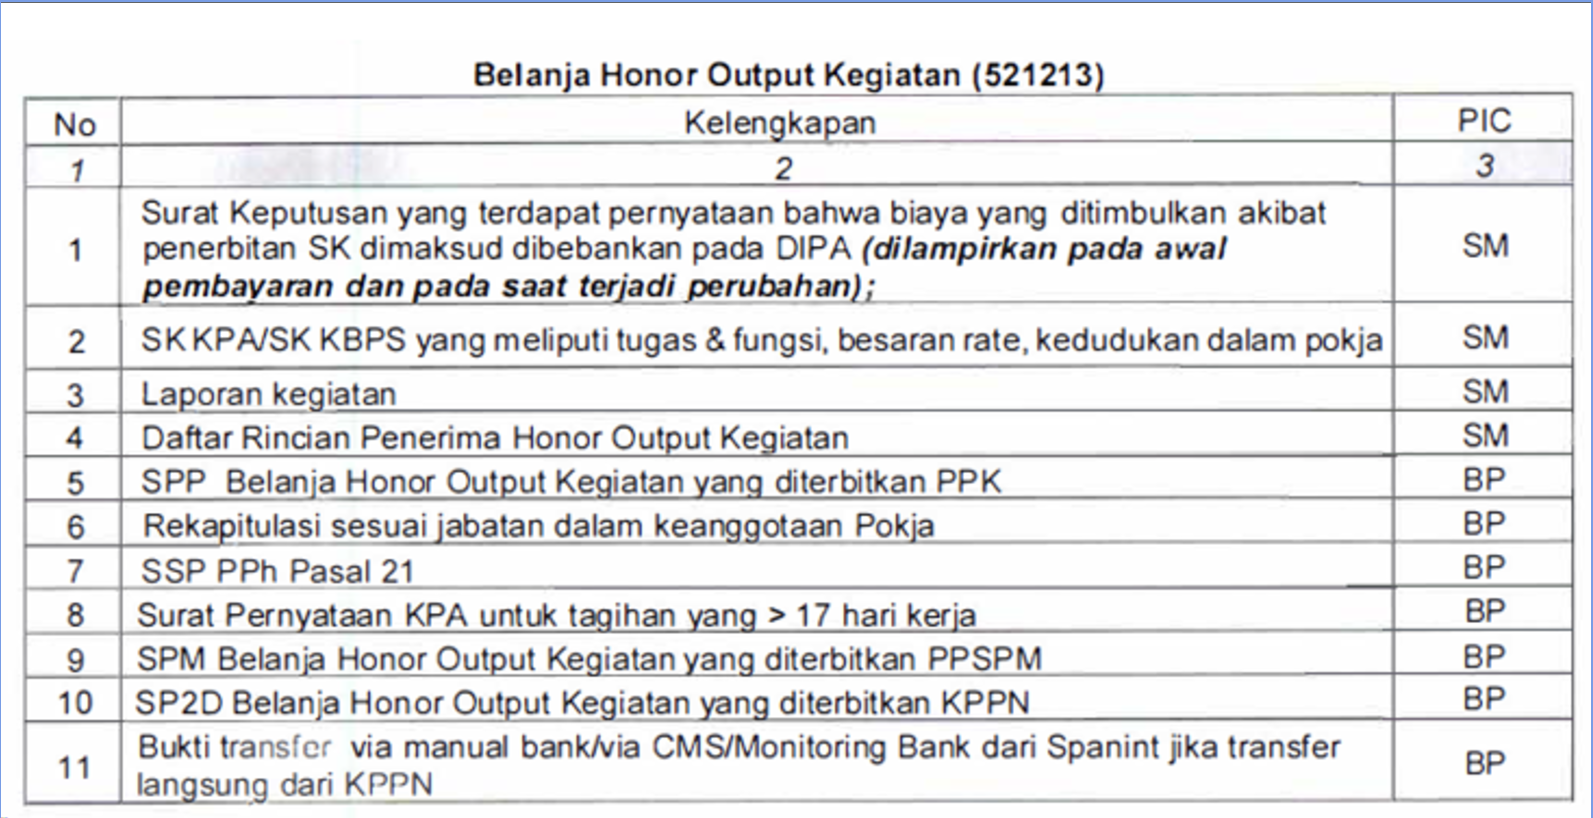 Belanja Honor Output Kegiatan (521213)
No Kelengkapan PIC
1 2 3
1 Surat Keputusan yang terdapat pernyataan bahwa biaya yang ditimbulkan akibat SM
penerbitan SK dimaksud dibebankan pada DIPA (dilampirkan pada awal
pembayaran dan pada saat terjadi perubahan);
2 SK KPA/SK KBPS yang meliputi tugas & fungsi, besaran rate, kedudukan dalam pokja SM
3 Laporan kegiatan SM
4 Daftar Rincian Penerima Honor Output Kegiatan SM
5 SPP Belanja Honor Output Kegiatan yang diterbitkan PPK BP
6 Rekapitulasi sesuai jabatan dalam keanggotaan Pokja BP
7 SSP PPh Pasal 21 BP
8 Surat Pernyataan KPA untuk tagihan yang > 17 hari kerja BP
9 SPM Belanja Honor Output Kegiatan yang diterbitkan PPSPM BP
10 SP2D Belanja Honor Output Kegiatan yang diterbitkan KPPN BP
11 Bukti transfer via manual bank/via CMS/Monitoring Bank dari Spanint jika transfer BP
langsung dari KPPN